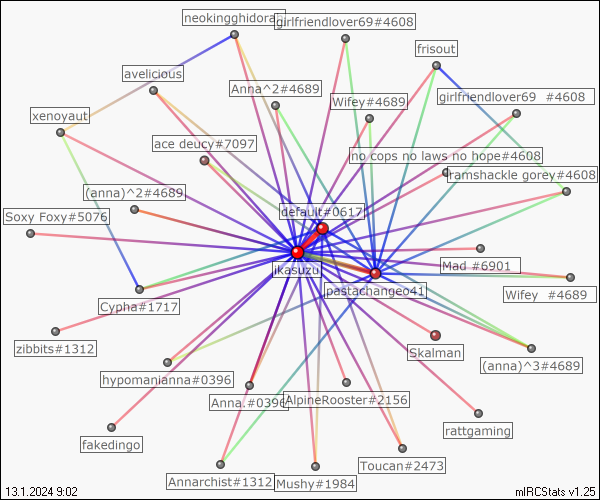 neokingghidora
girlfriendlover69#4608
frisout
avelicious
Anna^2#4689
Wifey#4689
girlfriendlover69 #4608
xenoyaut
ace deucy#7097
no cops no laws no hope#4608
ramshackle gorey#4608
(anna)^2#4689
Soxy Foxy#5076
default#0617
ikasuzu
Mad #6901
pastachange041
Wifey #4689
Cypha#1717
zibbits#1312
Skalman
(anna)^3#4689
hypomanianna#0396
Anna.#0396
AlpineRooster#2156
fakedingo
rattgaming
Annarchist#1312
Mushy#1984
Toucan#2473
13.1.2024 9:02
mIRCStats v1.25